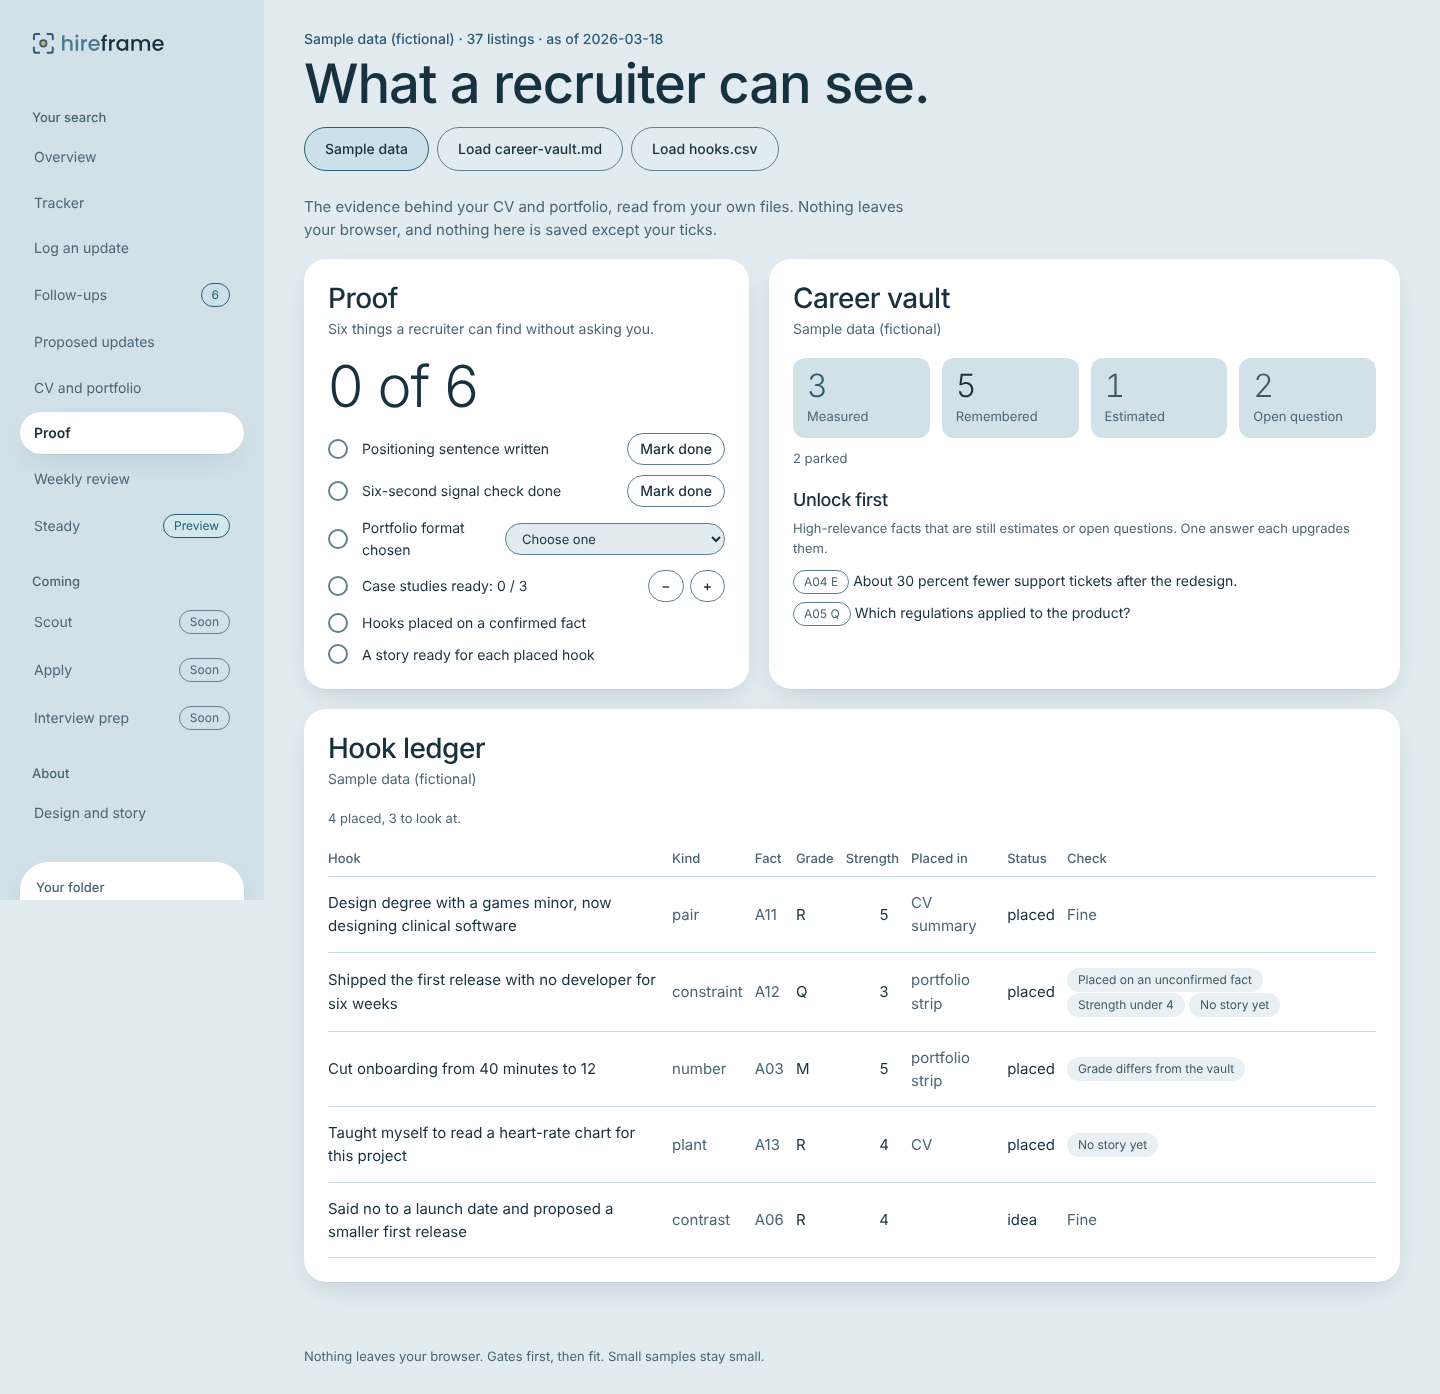 hireframe
Your search
Overview
Tracker
Log an update
Follow-ups 6
Proposed updates
CV and portfolio
Proof
Weekly review
Steady Preview
Coming
Scout Soon
Apply Soon
Interview prep Soon
About
Design and story
Your folder
Sample data (fictional) · 37 listings · as of 2026-03-18
What a recruiter can see.
Sample data Load career-vault.md Load hooks.csv
The evidence behind your CV and portfolio, read from your own files. Nothing leaves
your browser, and nothing here is saved except your ticks.
Proof
Six things a recruiter can find without asking you.
0 of 6
Positioning sentence written Mark done
Six-second signal check done Mark done
Portfolio format
chosen
Choose one
Case studies ready: 0 / 3 − +
Hooks placed on a confirmed fact
A story ready for each placed hook
Career vault
Sample data (fictional)
3 5 1 2
Measured Remembered Estimated Open question
2 parked
Unlock first
High-relevance facts that are still estimates or open questions. One answer each upgrades
them.
A04 E About 30 percent fewer support tickets after the redesign.
A05 Q Which regulations applied to the product?
Hook ledger
Sample data (fictional)
4 placed, 3 to look at.
Hook Kind Fact Grade Strength Placed in Status Check
Design degree with a games minor, now
designing clinical software
pair A11 R 5
CV
summary
placed Fine
Shipped the first release with no developer for
six weeks
constraint A12 Q 3
portfolio
strip
placed
Placed on an unconfirmed fact
Strength under 4 No story yet
Cut onboarding from 40 minutes to 12 number A03 M 5
portfolio
strip
placed Grade differs from the vault
Taught myself to read a heart-rate chart for
this project
plant A13 R 4 CV placed No story yet
Said no to a launch date and proposed a
smaller first release
contrast A06 R 4 idea Fine
Nothing leaves your browser. Gates first, then fit. Small samples stay small.